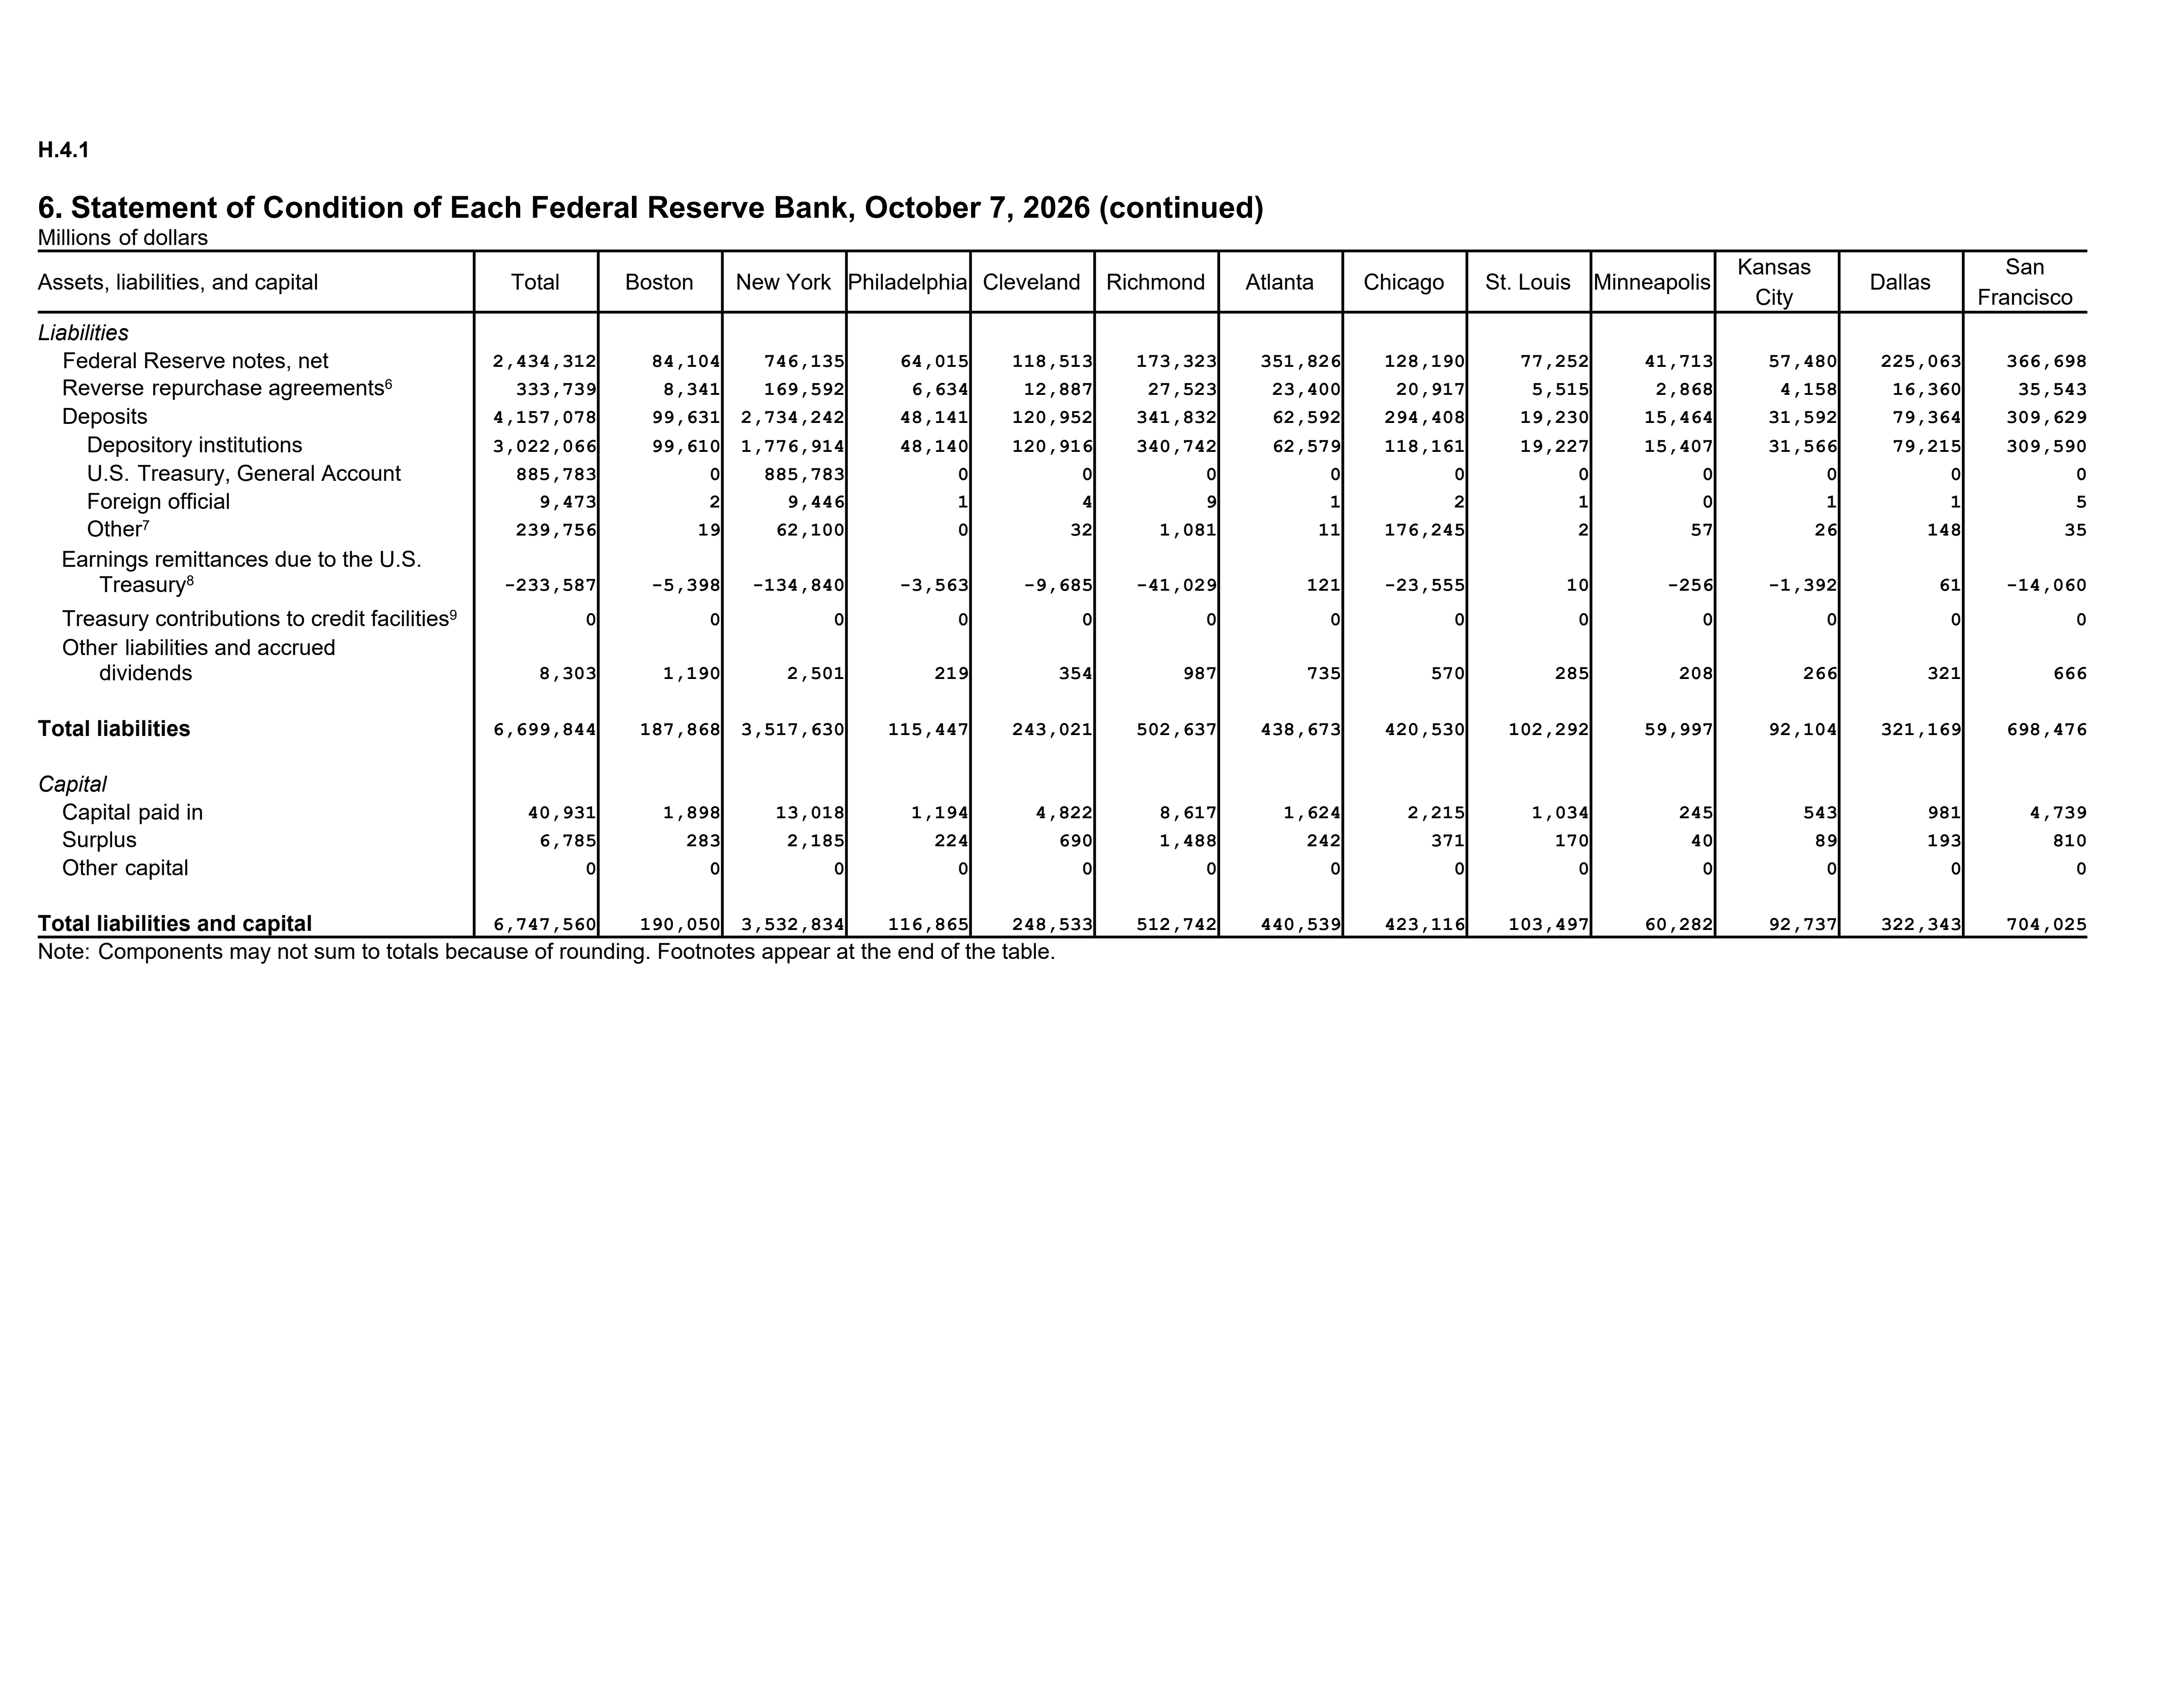 H.4.1
6. Statement of Condition of Each Federal Reserve Bank, October 7, 2026 (continued)
Millions of dollars
Assets, liabilities, and capital Total Boston New York Philadelphia Cleveland Richmond Atlanta Chicago St. Louis Minneapolis Kansas City Dallas San Francisco
Liabilities
Federal Reserve notes, net 2,434,312 84,104 746,135 64,015 118,513 173,323 351,826 128,190 77,252 41,713 57,480 225,063 366,698
Reverse repurchase agreements6 333,739 8,341 169,592 6,634 12,887 27,523 23,400 20,917 5,515 2,868 4,158 16,360 35,543
Deposits 4,157,078 99,631 2,734,242 48,141 120,952 341,832 62,592 294,408 19,230 15,464 31,592 79,364 309,629
Depository institutions 3,022,066 99,610 1,776,914 48,140 120,916 340,742 62,579 118,161 19,227 15,407 31,566 79,215 309,590
U.S. Treasury, General Account 885,783 0 885,783 0 0 0 0 0 0 0 0 0 0
Foreign official 9,473 2 9,446 1 4 9 1 2 1 0 1 1 5
Other7 239,756 19 62,100 0 32 1,081 11 176,245 2 57 26 148 35
Earnings remittances due to the U.S.
Treasury8 -233,587 -5,398 -134,840 -3,563 -9,685 -41,029 121 -23,555 10 -256 -1,392 61 -14,060
Treasury contributions to credit facilities9 0 0 0 0 0 0 0 0 0 0 0 0 0
Other liabilities and accrued
dividends 8,303 1,190 2,501 219 354 987 735 570 285 208 266 321 666
Total liabilities 6,699,844 187,868 3,517,630 115,447 243,021 502,637 438,673 420,530 102,292 59,997 92,104 321,169 698,476
Capital
Capital paid in 40,931 1,898 13,018 1,194 4,822 8,617 1,624 2,215 1,034 245 543 981 4,739
Surplus 6,785 283 2,185 224 690 1,488 242 371 170 40 89 193 810
Other capital 0 0 0 0 0 0 0 0 0 0 0 0 0
Total liabilities and capital 6,747,560 190,050 3,532,834 116,865 248,533 512,742 440,539 423,116 103,497 60,282 92,737 322,343 704,025
Note: Components may not sum to totals because of rounding. Footnotes appear at the end of the table.